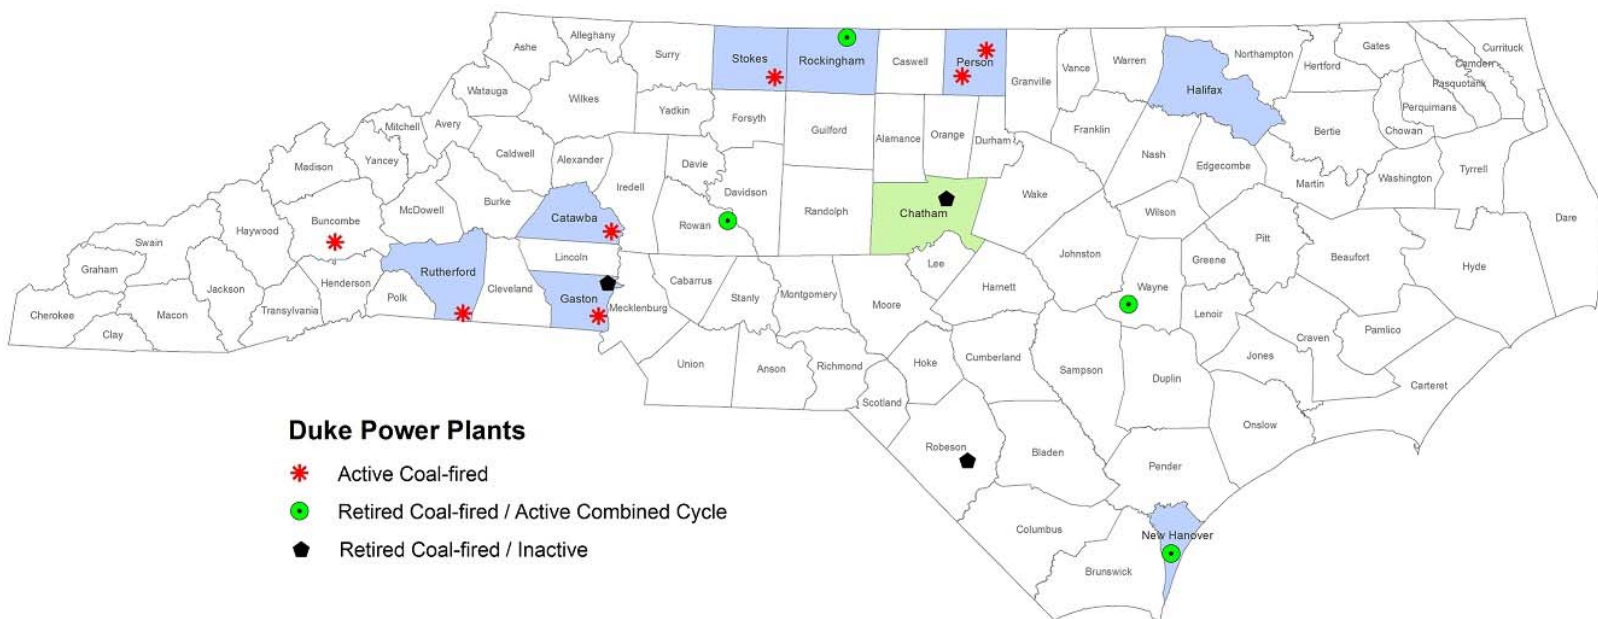 Ashe
Alleghany
Surry
Stokes
Rockingham
Caswell
Person
Granville
Vance
Warren
Halifax
Northampton
Hertford
Gates
Camden
Currituck
Pasquotank
Perquimans
Chowan
Watauga
Wilkes
Yadkin
Forsyth
Guilford
Alamance
Orange
Durham
Franklin
Nash
Edgecombe
Bertie
Mitchell
Avery
Caldwell
Alexander
Davie
Iredell
Davidson
Randolph
Chatham
Wake
Wilson
Martin
Washington
Tyrrell
Dare
Madison
Yancey
McDowell
Burke
Catawba
Rowan
Buncombe
Haywood
Swain
Graham
Jackson
Cherokee
Clay
Macon
Transylvania
Henderson
Polk
Rutherford
Cleveland
Lincoln
Gaston
Mecklenburg
Cabarrus
Stanly
Montgomery
Moore
Lee
Harnett
Johnston
Wayne
Greene
Pitt
Beaufort
Hyde
Lenoir
Craven
Pamlico
Jones
Carteret
Union
Anson
Richmond
Scotland
Hoke
Cumberland
Sampson
Duplin
Onslow
Robeson
Bladen
Pender
Columbus
Brunswick
New Hanover
Duke Power Plants
Active Coal-fired
Retired Coal-fired / Active Combined Cycle
Retired Coal-fired / Inactive